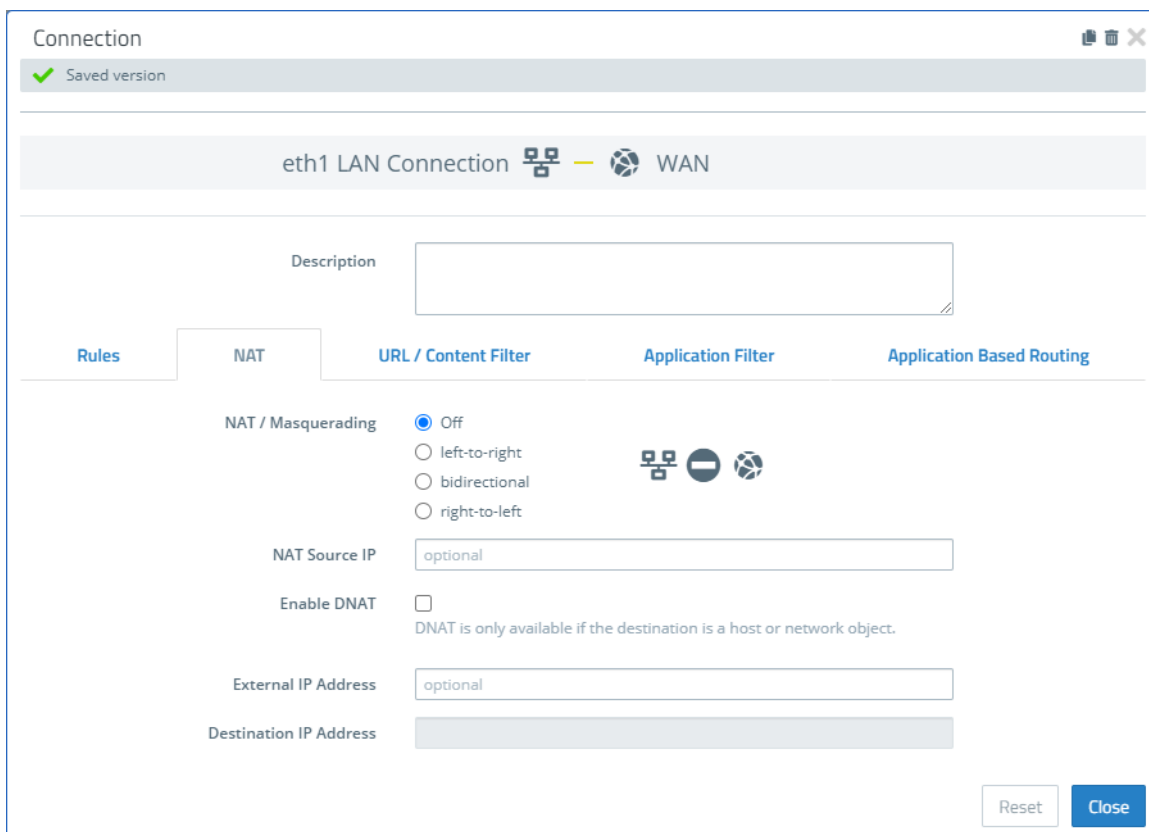 Connection
Saved version
eth1 LAN Connection WAN
Description
Rules NAT URL / Content Filter Application Filter Application Based Routing
NAT / Masquerading Off
left-to-right
bidirectional
right-to-left
NAT Source IP optional
Enable DNAT
DNAT is only available if the destination is a host or network object.
External IP Address optional
Destination IP Address
Reset Close